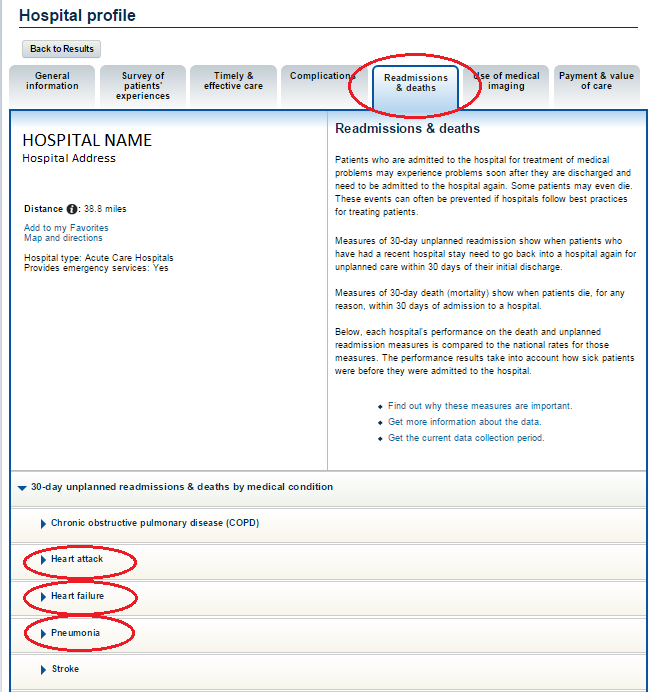 Hospital profile
Back to Results
General
information
Survey of
patients'
experiences
Timely &
effective care
Complications
Readmissions
& deaths
Use of medical
imaging
Payment & value
of care
HOSPITAL NAME
Hospital Address
Distance i: 38.8 miles
Add to my Favorites
Map and directions
Hospital type: Acute Care Hospitals
Provides emergency services: Yes
Readmissions & deaths
Patients who are admitted to the hospital for treatment of medical
problems may experience problems soon after they are discharged and
need to be admitted to the hospital again. Some patients may even die.
These events can often be prevented if hospitals follow best practices
for treating patients.
Measures of 30-day unplanned readmission show when patients who
have had a recent hospital stay need to go back into a hospital again for
unplanned care within 30 days of their initial discharge.
Measures of 30-day death (mortality) show when patients die, for any
reason, within 30 days of admission to a hospital.
Below, each hospital's performance on the death and unplanned
readmission measures is compared to the national rates for those
measures. The performance results take into account how sick patients
were before they were admitted to the hospital.
Find out why these measures are important.
Get more information about the data.
Get the current data collection period.
30-day unplanned readmissions & deaths by medical condition
Chronic obstructive pulmonary disease (COPD)
Heart attack
Heart failure
Pneumonia
Stroke